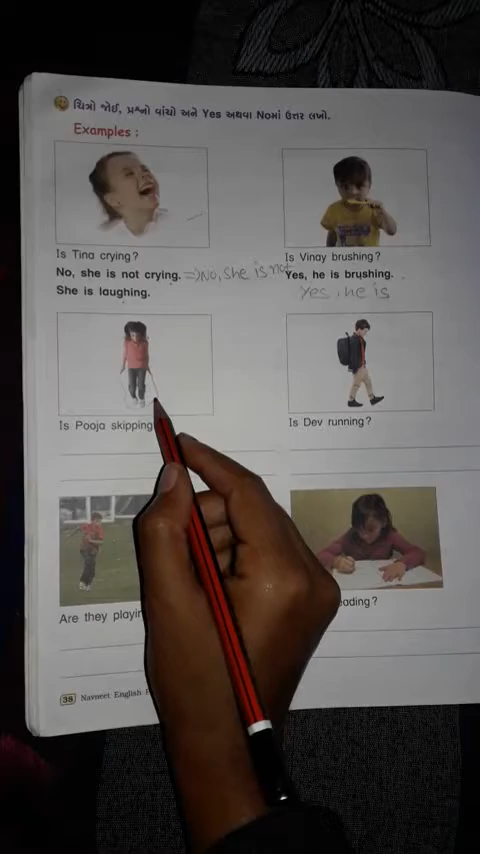 ચિત્રો જોઈ, પ્રશ્નો વાંચો અને Yes અથવા Noમાં ઉત્તર લખો.
Examples :
Is Tina crying?
No, she is not crying. => No, she is not
She is laughing.
Is Vinay brushing?
Yes, he is brushing.
Yes, he is
Is Pooja skipping
Is Dev running?
Are they
38 Navneet English